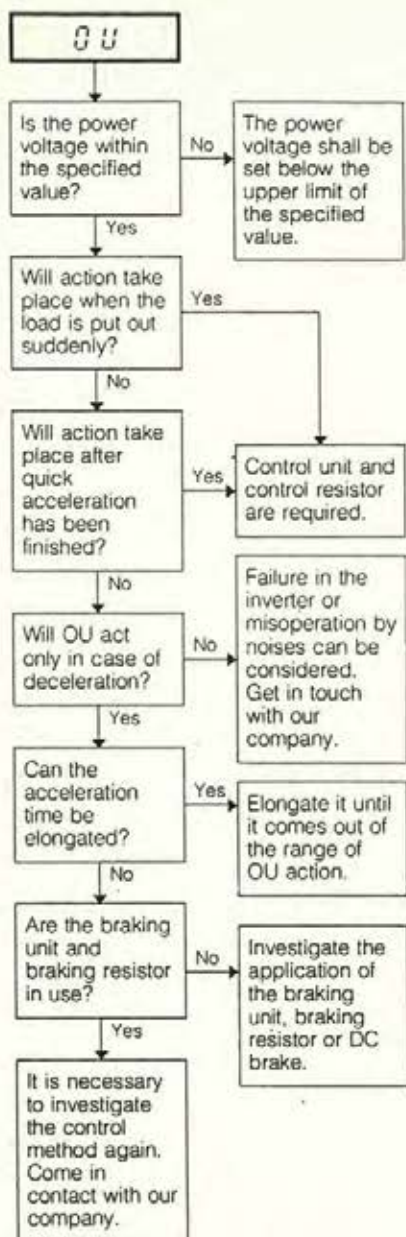 OU
Is the power
voltage within
the specified
value?
No
The power
voltage shall be
set below the
upper limit of
the specified
value.
Yes
Will action take
place when the
load is put out
suddenly?
Yes
No
Will action take
place after
quick
acceleration
has been
finished?
Yes
Control unit and
control resistor
are required.
No
Will OU act
only in case of
deceleration?
No
Failure in the
inverter or
misoperation by
noises can be
considered.
Get in touch
with our
company.
Yes
Can the
acceleration
time be
elongated?
Yes
Elongate it until
it comes out of
the range of
OU action.
No
Are the braking
unit and
braking resistor
in use?
No
Investigate the
application of
the braking
unit, braking
resistor or DC
brake.
Yes
It is necessary
to investigate
the control
method again.
Come in
contact with our
company.